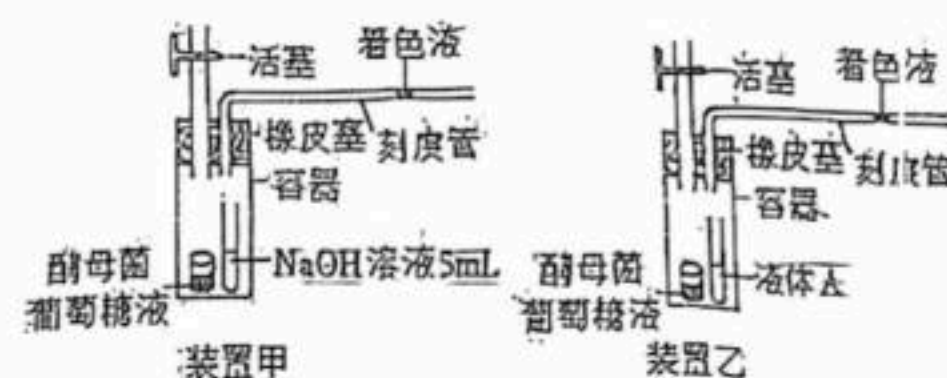 活塞
着色液
橡皮塞
刻度管
容器
酵母菌
葡萄糖液
NaOH溶液5mL
装置甲
活塞
着色液
橡皮塞
刻度管
容器
酵母菌
葡萄糖液
液体A
装置乙